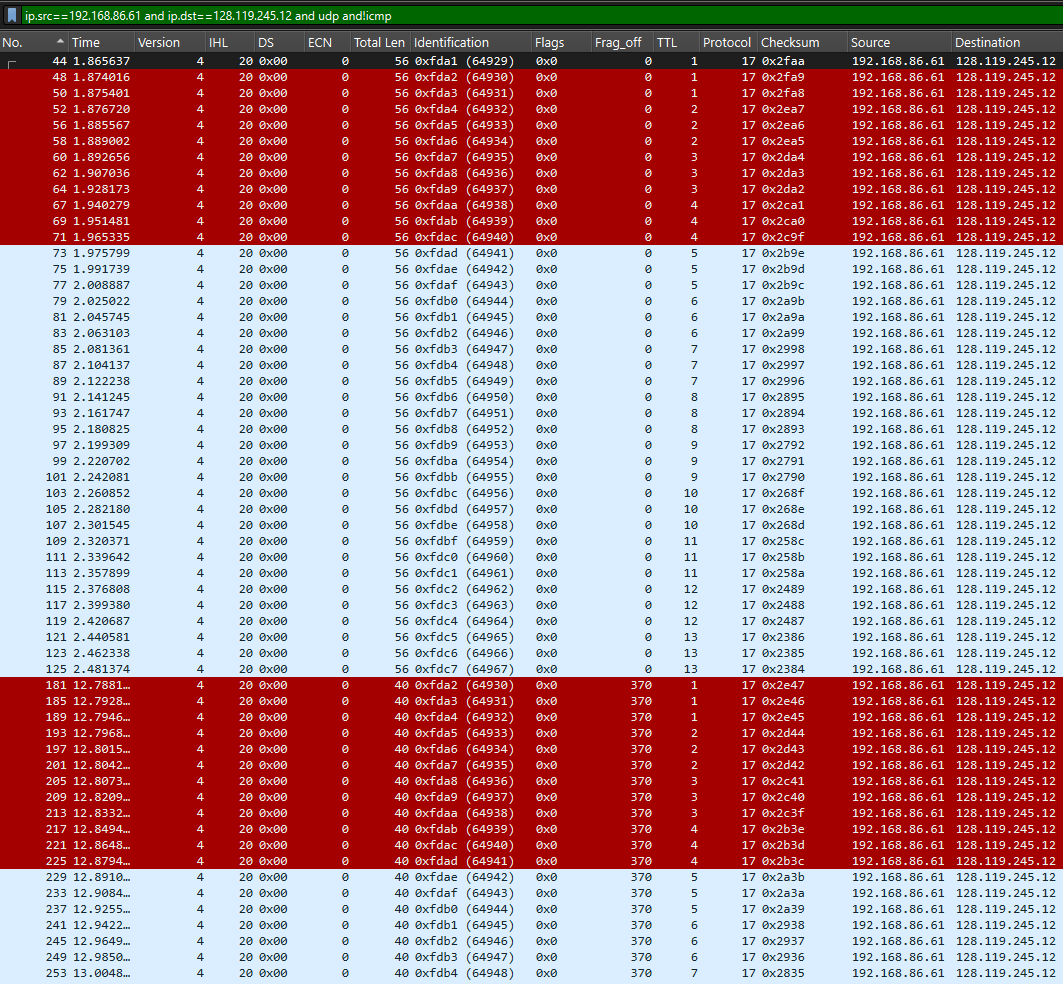 ip.src==192.168.86.61 and ip.dst==128.119.245.12 and udp and!icmp
No. Time Version IHL DS ECN Total Len Identification Flags Frag_off TTL Protocol Checksum Source Destination
44 1.865637 4 20 0x00 0 56 0xfda1 (64929) 0x0 0 1 17 0x2faa 192.168.86.61 128.119.245.12
48 1.874016 4 20 0x00 0 56 0xfda2 (64930) 0x0 0 1 17 0x2fa9 192.168.86.61 128.119.245.12
50 1.875401 4 20 0x00 0 56 0xfda3 (64931) 0x0 0 1 17 0x2fa8 192.168.86.61 128.119.245.12
52 1.876720 4 20 0x00 0 56 0xfda4 (64932) 0x0 0 2 17 0x2ea7 192.168.86.61 128.119.245.12
56 1.885567 4 20 0x00 0 56 0xfda5 (64933) 0x0 0 2 17 0x2ea6 192.168.86.61 128.119.245.12
58 1.889002 4 20 0x00 0 56 0xfda6 (64934) 0x0 0 2 17 0x2ea5 192.168.86.61 128.119.245.12
60 1.892656 4 20 0x00 0 56 0xfda7 (64935) 0x0 0 3 17 0x2da4 192.168.86.61 128.119.245.12
62 1.907036 4 20 0x00 0 56 0xfda8 (64936) 0x0 0 3 17 0x2da3 192.168.86.61 128.119.245.12
64 1.928173 4 20 0x00 0 56 0xfda9 (64937) 0x0 0 3 17 0x2da2 192.168.86.61 128.119.245.12
67 1.940279 4 20 0x00 0 56 0xfdaa (64938) 0x0 0 4 17 0x2ca1 192.168.86.61 128.119.245.12
69 1.951481 4 20 0x00 0 56 0xfdab (64939) 0x0 0 4 17 0x2ca0 192.168.86.61 128.119.245.12
71 1.965335 4 20 0x00 0 56 0xfdac (64940) 0x0 0 4 17 0x2c9f 192.168.86.61 128.119.245.12
73 1.975799 4 20 0x00 0 56 0xfdad (64941) 0x0 0 5 17 0x2b9e 192.168.86.61 128.119.245.12
75 1.991739 4 20 0x00 0 56 0xfdae (64942) 0x0 0 5 17 0x2b9d 192.168.86.61 128.119.245.12
77 2.008887 4 20 0x00 0 56 0xfdaf (64943) 0x0 0 5 17 0x2b9c 192.168.86.61 128.119.245.12
79 2.025022 4 20 0x00 0 56 0xfdb0 (64944) 0x0 0 6 17 0x2a9b 192.168.86.61 128.119.245.12
81 2.045745 4 20 0x00 0 56 0xfdb1 (64945) 0x0 0 6 17 0x2a9a 192.168.86.61 128.119.245.12
83 2.063103 4 20 0x00 0 56 0xfdb2 (64946) 0x0 0 6 17 0x2a99 192.168.86.61 128.119.245.12
85 2.081361 4 20 0x00 0 56 0xfdb3 (64947) 0x0 0 7 17 0x2998 192.168.86.61 128.119.245.12
87 2.104137 4 20 0x00 0 56 0xfdb4 (64948) 0x0 0 7 17 0x2997 192.168.86.61 128.119.245.12
89 2.122238 4 20 0x00 0 56 0xfdb5 (64949) 0x0 0 7 17 0x2996 192.168.86.61 128.119.245.12
91 2.141245 4 20 0x00 0 56 0xfdb6 (64950) 0x0 0 8 17 0x2895 192.168.86.61 128.119.245.12
93 2.161747 4 20 0x00 0 56 0xfdb7 (64951) 0x0 0 8 17 0x2894 192.168.86.61 128.119.245.12
95 2.180825 4 20 0x00 0 56 0xfdb8 (64952) 0x0 0 8 17 0x2893 192.168.86.61 128.119.245.12
97 2.199309 4 20 0x00 0 56 0xfdb9 (64953) 0x0 0 9 17 0x2792 192.168.86.61 128.119.245.12
99 2.220702 4 20 0x00 0 56 0xfdba (64954) 0x0 0 9 17 0x2791 192.168.86.61 128.119.245.12
101 2.242081 4 20 0x00 0 56 0xfdbb (64955) 0x0 0 9 17 0x2790 192.168.86.61 128.119.245.12
103 2.260852 4 20 0x00 0 56 0xfdbc (64956) 0x0 0 10 17 0x268f 192.168.86.61 128.119.245.12
105 2.282180 4 20 0x00 0 56 0xfdbd (64957) 0x0 0 10 17 0x268e 192.168.86.61 128.119.245.12
107 2.301545 4 20 0x00 0 56 0xfdbe (64958) 0x0 0 10 17 0x268d 192.168.86.61 128.119.245.12
109 2.320371 4 20 0x00 0 56 0xfdbf (64959) 0x0 0 11 17 0x258c 192.168.86.61 128.119.245.12
111 2.339642 4 20 0x00 0 56 0xfdc0 (64960) 0x0 0 11 17 0x258b 192.168.86.61 128.119.245.12
113 2.357899 4 20 0x00 0 56 0xfdc1 (64961) 0x0 0 11 17 0x258a 192.168.86.61 128.119.245.12
115 2.376808 4 20 0x00 0 56 0xfdc2 (64962) 0x0 0 12 17 0x2489 192.168.86.61 128.119.245.12
117 2.399380 4 20 0x00 0 56 0xfdc3 (64963) 0x0 0 12 17 0x2488 192.168.86.61 128.119.245.12
119 2.420687 4 20 0x00 0 56 0xfdc4 (64964) 0x0 0 12 17 0x2487 192.168.86.61 128.119.245.12
121 2.440581 4 20 0x00 0 56 0xfdc5 (64965) 0x0 0 13 17 0x2386 192.168.86.61 128.119.245.12
123 2.462338 4 20 0x00 0 56 0xfdc6 (64966) 0x0 0 13 17 0x2385 192.168.86.61 128.119.245.12
125 2.481374 4 20 0x00 0 56 0xfdc7 (64967) 0x0 0 13 17 0x2384 192.168.86.61 128.119.245.12
181 12.7881… 4 20 0x00 0 40 0xfda2 (64930) 0x0 370 1 17 0x2e47 192.168.86.61 128.119.245.12
185 12.7928… 4 20 0x00 0 40 0xfda3 (64931) 0x0 370 1 17 0x2e46 192.168.86.61 128.119.245.12
189 12.7946… 4 20 0x00 0 40 0xfda4 (64932) 0x0 370 1 17 0x2e45 192.168.86.61 128.119.245.12
193 12.7968… 4 20 0x00 0 40 0xfda5 (64933) 0x0 370 2 17 0x2d44 192.168.86.61 128.119.245.12
197 12.8015… 4 20 0x00 0 40 0xfda6 (64934) 0x0 370 2 17 0x2d43 192.168.86.61 128.119.245.12
201 12.8042… 4 20 0x00 0 40 0xfda7 (64935) 0x0 370 2 17 0x2d42 192.168.86.61 128.119.245.12
205 12.8073… 4 20 0x00 0 40 0xfda8 (64936) 0x0 370 3 17 0x2c41 192.168.86.61 128.119.245.12
209 12.8209… 4 20 0x00 0 40 0xfda9 (64937) 0x0 370 3 17 0x2c40 192.168.86.61 128.119.245.12
213 12.8332… 4 20 0x00 0 40 0xfdaa (64938) 0x0 370 3 17 0x2c3f 192.168.86.61 128.119.245.12
217 12.8494… 4 20 0x00 0 40 0xfdab (64939) 0x0 370 4 17 0x2b3e 192.168.86.61 128.119.245.12
221 12.8648… 4 20 0x00 0 40 0xfdac (64940) 0x0 370 4 17 0x2b3d 192.168.86.61 128.119.245.12
225 12.8794… 4 20 0x00 0 40 0xfdad (64941) 0x0 370 4 17 0x2b3c 192.168.86.61 128.119.245.12
229 12.8910… 4 20 0x00 0 40 0xfdae (64942) 0x0 370 5 17 0x2a3b 192.168.86.61 128.119.245.12
233 12.9084… 4 20 0x00 0 40 0xfdaf (64943) 0x0 370 5 17 0x2a3a 192.168.86.61 128.119.245.12
237 12.9255… 4 20 0x00 0 40 0xfdb0 (64944) 0x0 370 5 17 0x2a39 192.168.86.61 128.119.245.12
241 12.9422… 4 20 0x00 0 40 0xfdb1 (64945) 0x0 370 6 17 0x2938 192.168.86.61 128.119.245.12
245 12.9649… 4 20 0x00 0 40 0xfdb2 (64946) 0x0 370 6 17 0x2937 192.168.86.61 128.119.245.12
249 12.9850… 4 20 0x00 0 40 0xfdb3 (64947) 0x0 370 6 17 0x2936 192.168.86.61 128.119.245.12
253 13.0048… 4 20 0x00 0 40 0xfdb4 (64948) 0x0 370 7 17 0x2835 192.168.86.61 128.119.245.12